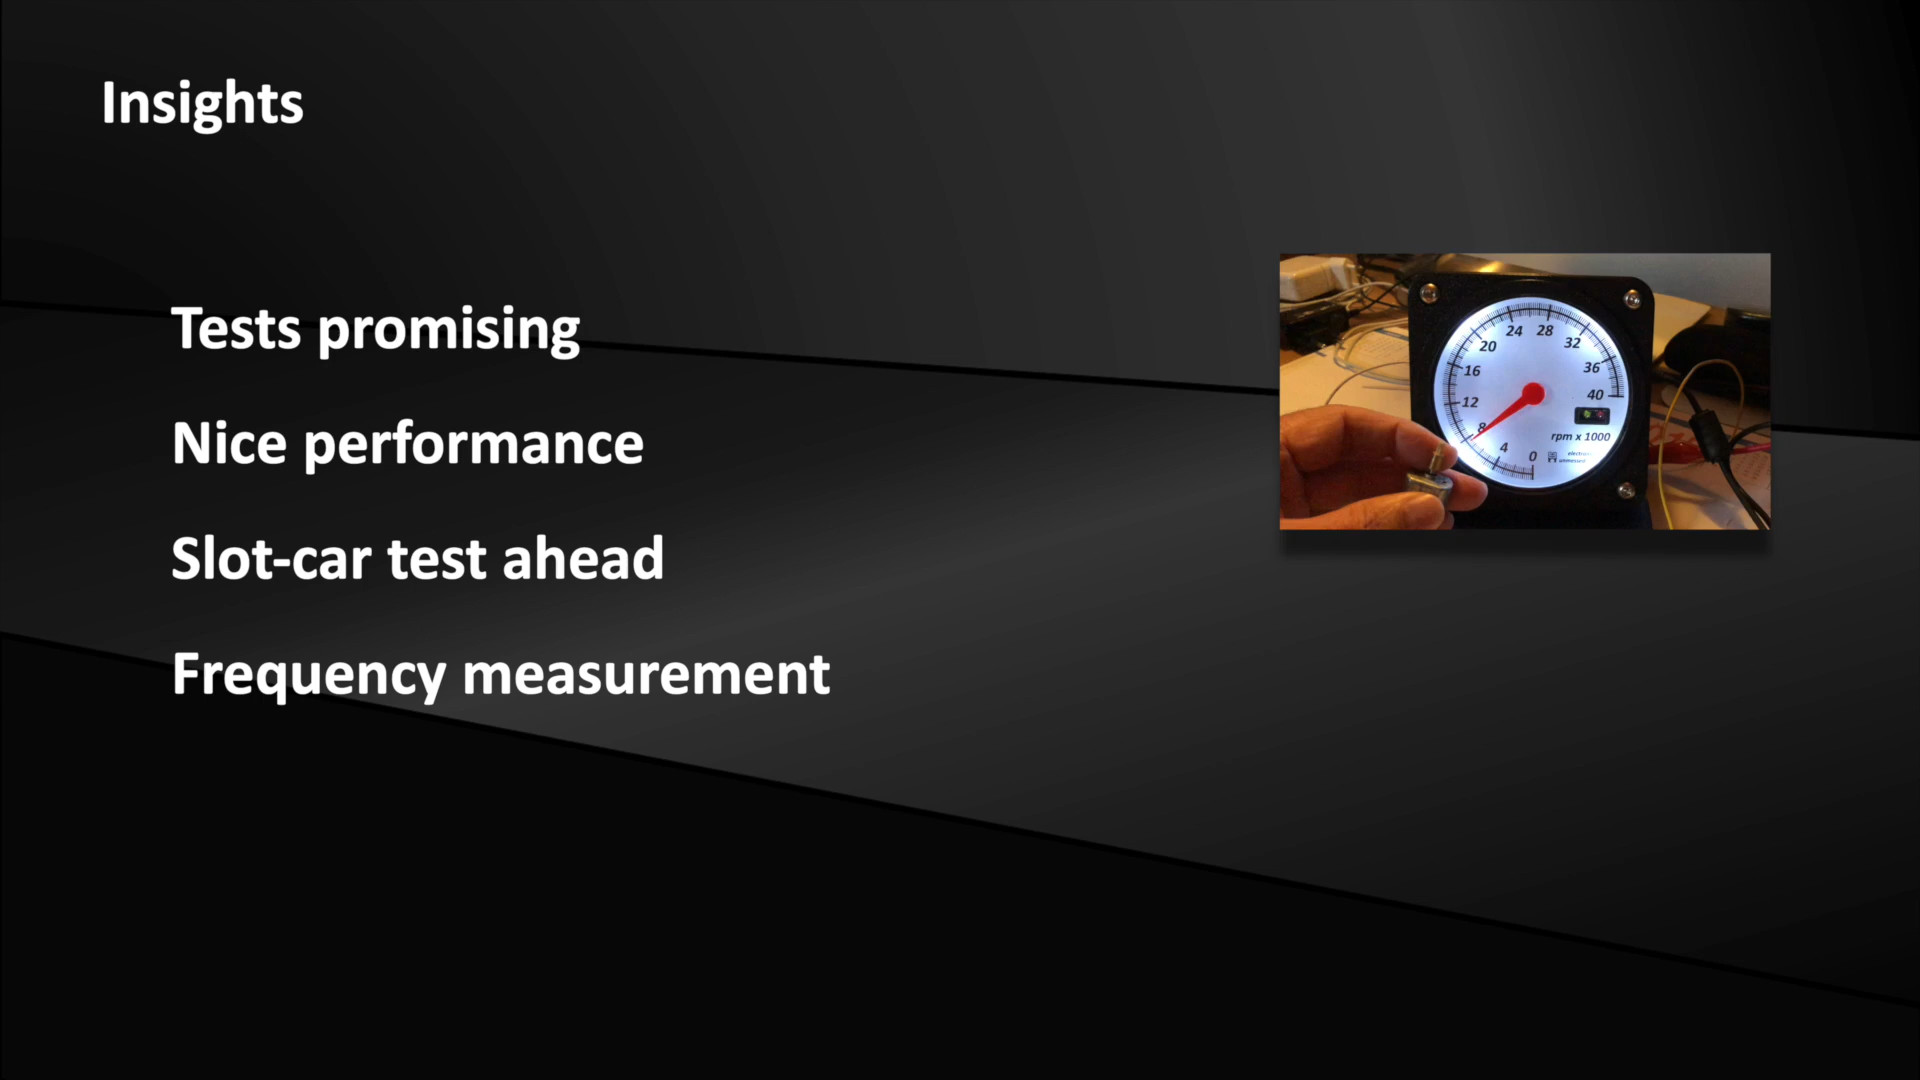 Insights
Tests promising
Nice performance
Slot-car test ahead
Frequency measurement
24 28
20 32
16 36
12 40
8
rpm x 1000
4
0